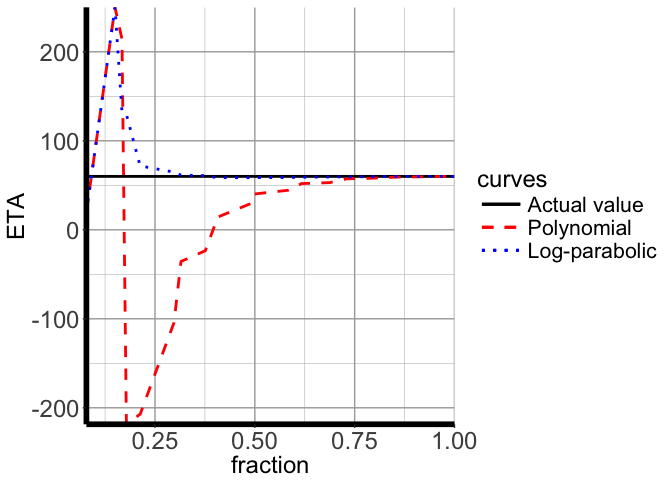 ETA
200
100
0
-100
-200
0.25 0.50 0.75 1.00
fraction
curves
Actual value
Polynomial
Log-parabolic